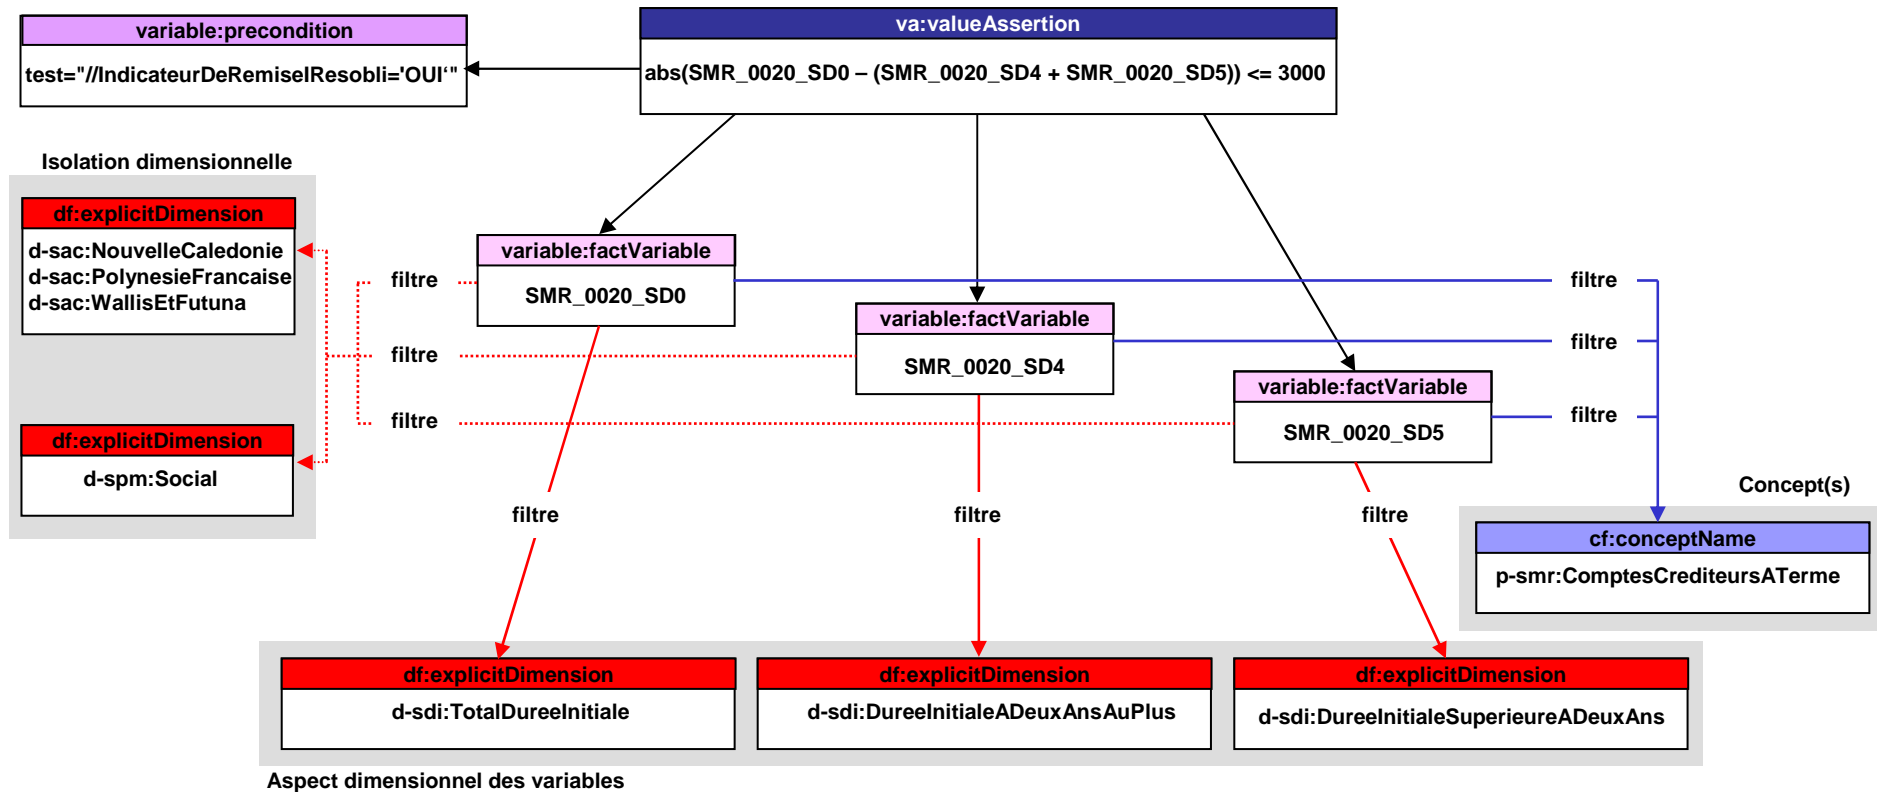 variable:precondition
test="//IndicateurDeRemiseIResobli='OUI'"
va:valueAssertion
abs(SMR_0020_SD0 – (SMR_0020_SD4 + SMR_0020_SD5)) <= 3000
Isolation dimensionnelle
df:explicitDimension
d-sac:NouvelleCaledonie
d-sac:PolynesieFrancaise
d-sac:WallisEtFutuna
df:explicitDimension
d-spm:Social
variable:factVariable
SMR_0020_SD0
variable:factVariable
SMR_0020_SD4
variable:factVariable
SMR_0020_SD5
filtre
filtre
filtre
filtre
filtre
filtre
filtre
filtre
filtre
Concept(s)
cf:conceptName
p-smr:ComptesCrediteursATerme
df:explicitDimension
d-sdi:TotalDureeInitiale
df:explicitDimension
d-sdi:DureeInitialeADeuxAnsAuPlus
df:explicitDimension
d-sdi:DureeInitialeSuperieureADeuxAns
Aspect dimensionnel des variables